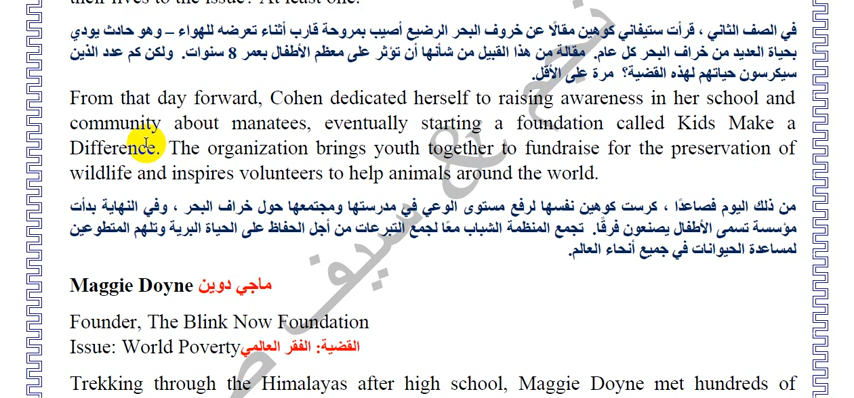 their lives to the issue? At least one.
في الصف الثاني ، قرأت ستيفاني كوهين مقالًا عن خروف البحر الرضيع أصيب بمروحة قارب أثناء تعرضه للهواء – وهو حادث يودي
بحياة العديد من خراف البحر كل عام. مقالة من هذا القبيل من شأنها أن تؤثر على معظم الأطفال بعمر 8 سنوات. ولكن كم عدد الذين
سيكرسون حياتهم لهذه القضية؟ مرة على الأقل.
From that day forward, Cohen dedicated herself to raising awareness in her school and
community about manatees, eventually starting a foundation called Kids Make a
Difference. The organization brings youth together to fundraise for the preservation of
wildlife and inspires volunteers to help animals around the world.
من ذلك اليوم فصاعدًا ، كرست كوهين نفسها لرفع مستوى الوعي في مدرستها ومجتمعها حول خراف البحر ، وفي النهاية بدأت
مؤسسة تسمى الأطفال يصنعون فرقًا. تجمع المنظمة الشباب معًا لجمع التبرعات من أجل الحفاظ على الحياة البرية وتلهم المتطوعين
لمساعدة الحيوانات في جميع أنحاء العالم.
Maggie Doyne ماجي دوين
Founder, The Blink Now Foundation
Issue: World Poverty القضية: الفقر العالمي
Trekking through the Himalayas after high school, Maggie Doyne met hundreds of
نجم & سيف